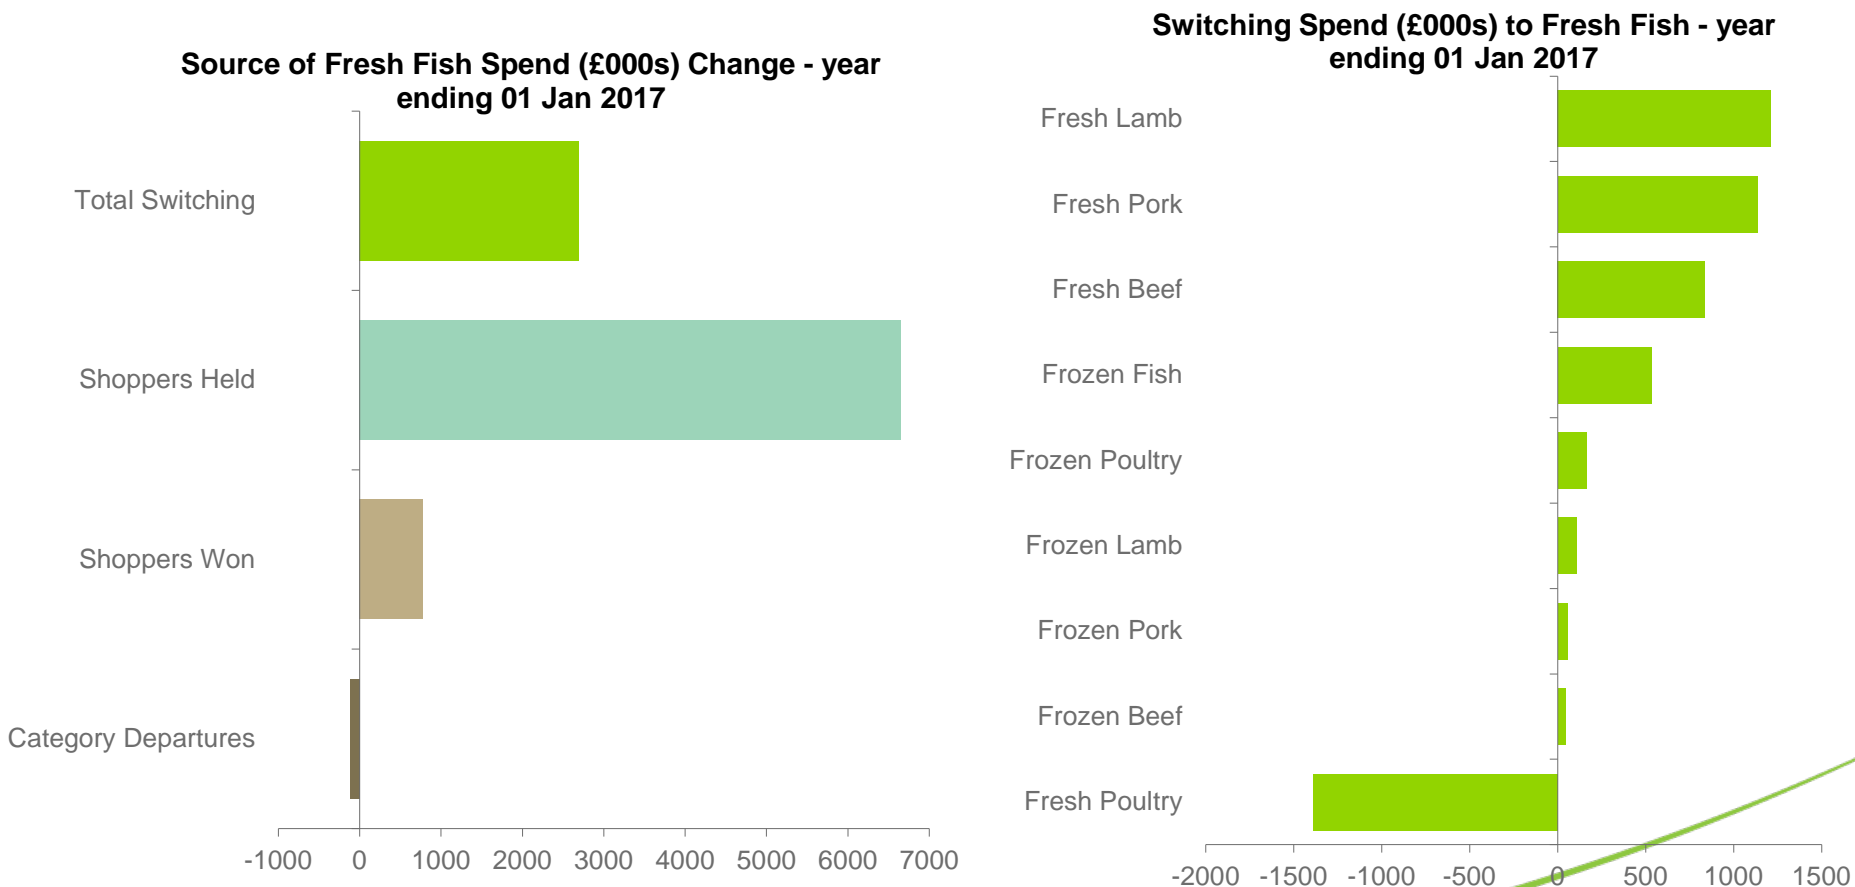 Source of Fresh Fish Spend (£000s) Change - year
ending 01 Jan 2017
Total Switching
Shoppers Held
Shoppers Won
Category Departures
-1000 0 1000 2000 3000 4000 5000 6000 7000
Switching Spend (£000s) to Fresh Fish - year
ending 01 Jan 2017
Fresh Lamb
Fresh Pork
Fresh Beef
Frozen Fish
Frozen Poultry
Frozen Lamb
Frozen Pork
Frozen Beef
Fresh Poultry
-2000 -1500 -1000 -500 0 500 1000 1500